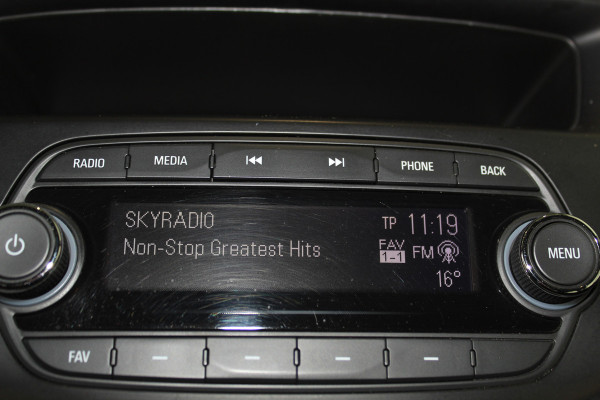 RADIO MEDIA PHONE BACK
SKYRADIO TP 11:19
Non-Stop Greatest Hits FAV 1-1 FM
16°
MENU
FAV